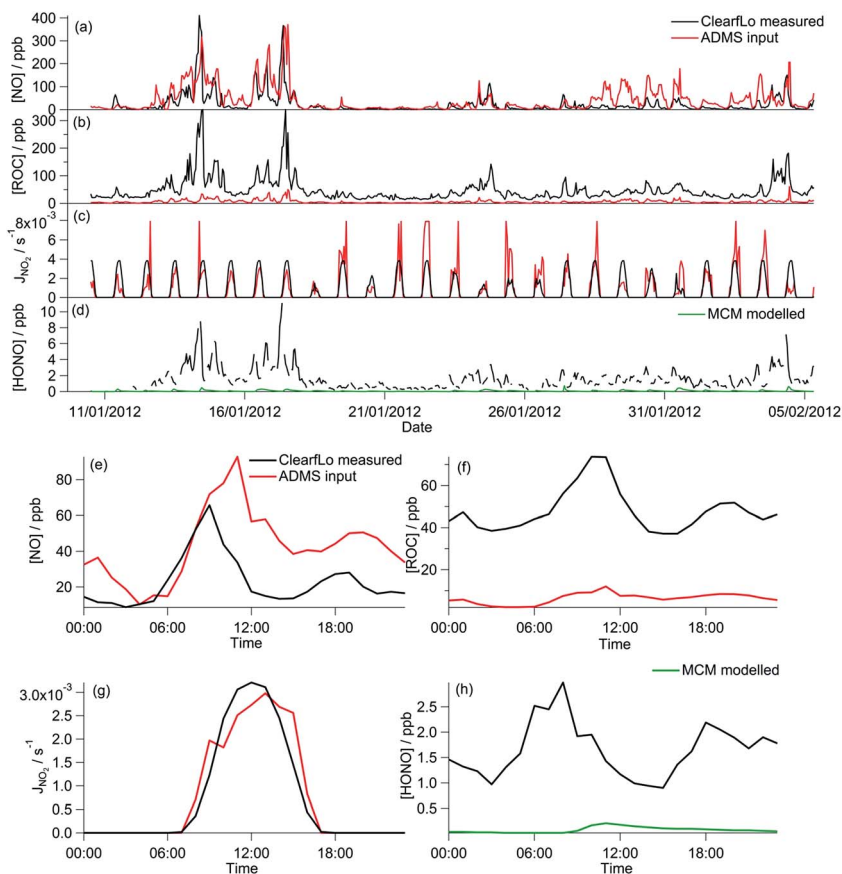 (a)
ClearfLo measured
ADMS input
[NO] / ppb
400
300
200
100
0
(b)
[ROC] / ppb
300
200
100
0
(c)
J NO2 / s-1
8x10-3
6
4
2
0
(d)
MCM modelled
[HONO] / ppb
10
8
6
4
2
0
11/01/2012 16/01/2012 21/01/2012 26/01/2012 31/01/2012 05/02/2012
Date
(e)
ClearfLo measured
ADMS input
[NO] / ppb
80
60
40
20
00:00 06:00 12:00 18:00
Time
(f)
[ROC] / ppb
60
40
20
00:00 06:00 12:00 18:00
Time
(g)
J NO2 / s-1
3.0x10-3
2.5
2.0
1.5
1.0
0.5
0.0
00:00 06:00 12:00 18:00
Time
MCM modelled
(h)
[HONO] / ppb
2.5
2.0
1.5
1.0
0.5
00:00 06:00 12:00 18:00
Time